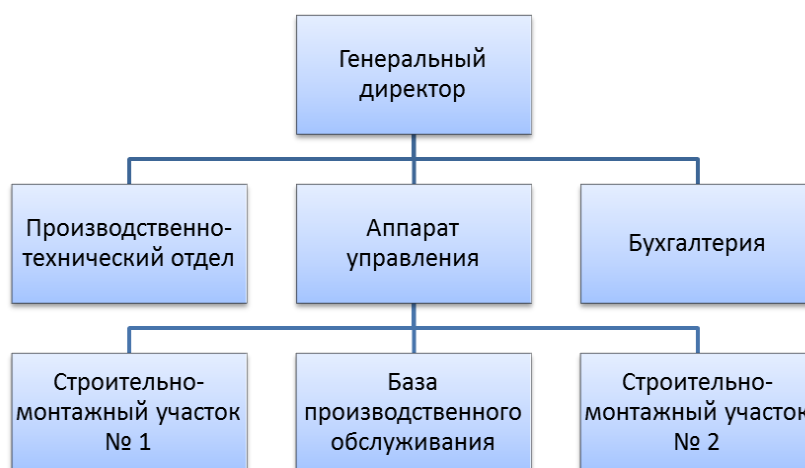 Генеральный
директор
Производственно-
технический отдел
Аппарат
управления
Бухгалтерия
Строительно-
монтажный участок
№ 1
База
производственного
обслуживания
Строительно-
монтажный участок
№ 2